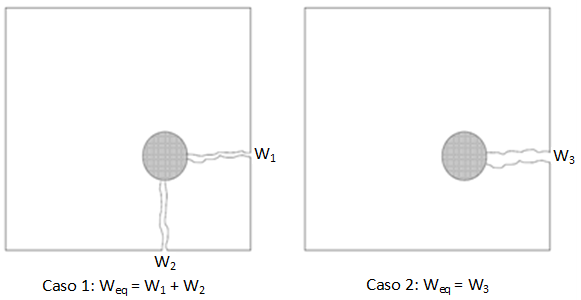 W₁
W₂
Caso 1: Wₑq = W₁ + W₂
W₃
Caso 2: Wₑq = W₃